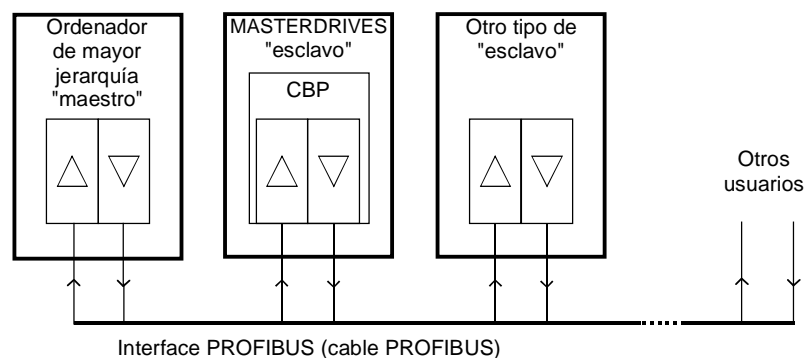 Ordenador
de mayor
jerarquía
"maestro"
MASTERDRIVES
"esclavo"
CBP
Otro tipo de
"esclavo"
Otros
usuarios
Interface PROFIBUS (cable PROFIBUS)